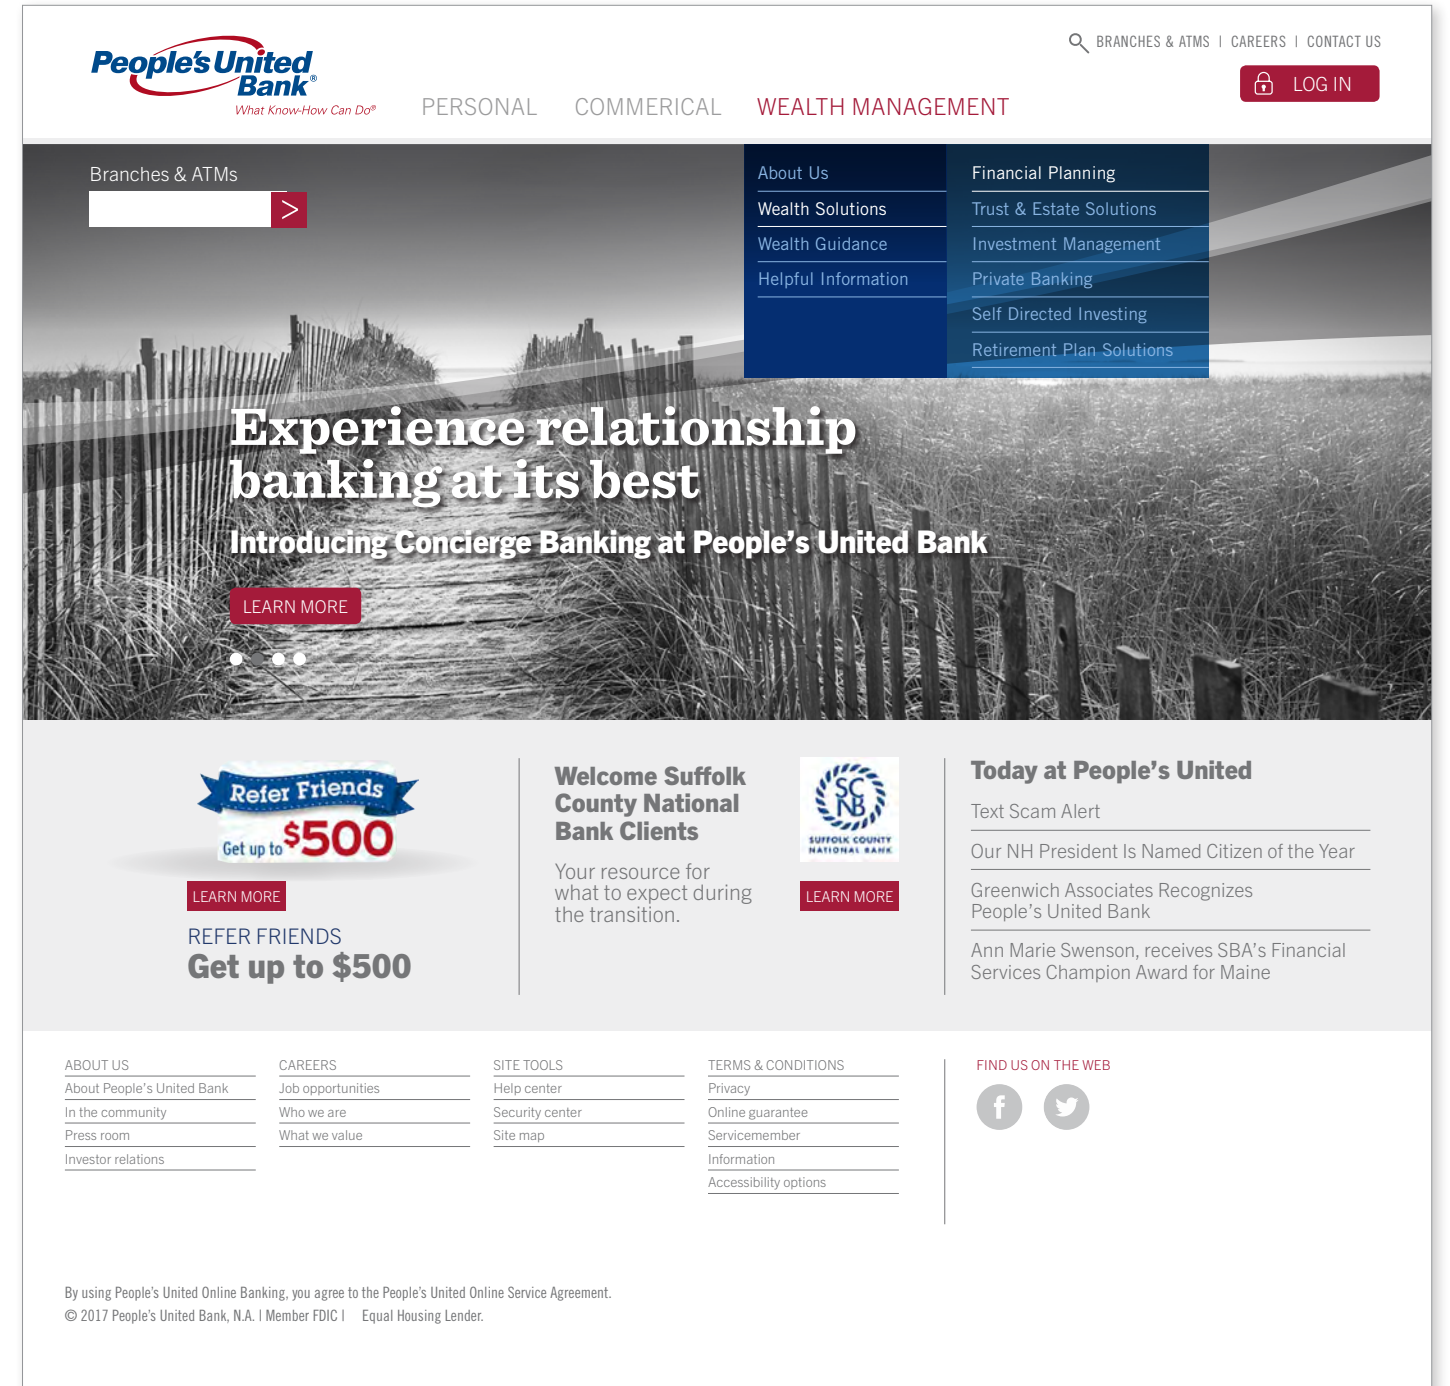 BRANCHES & ATMS | CAREERS | CONTACT US
People's United
Bank®
What Know-How Can Do®
LOG IN
PERSONAL COMMERICAL WEALTH MANAGEMENT
Branches & ATMs
>
About Us
Wealth Solutions
Wealth Guidance
Helpful Information
Financial Planning
Trust & Estate Solutions
Investment Management
Private Banking
Self Directed Investing
Retirement Plan Solutions
Experience relationship
banking at its best
Introducing Concierge Banking at People's United Bank
LEARN MORE
Refer Friends
Get up to $500
LEARN MORE
REFER FRIENDS
Get up to $500
Welcome Suffolk
County National
Bank Clients
Your resource for
what to expect during
the transition.
SC
NB
SUFFOLK COUNTY
NATIONAL BANK
LEARN MORE
Today at People's United
Text Scam Alert
Our NH President Is Named Citizen of the Year
Greenwich Associates Recognizes
People's United Bank
Ann Marie Swenson, receives SBA's Financial
Services Champion Award for Maine
ABOUT US
About People's United Bank
In the community
Press room
Investor relations
CAREERS
Job opportunities
Who we are
What we value
SITE TOOLS
Help center
Security center
Site map
TERMS & CONDITIONS
Privacy
Online guarantee
Servicemember
Information
Accessibility options
FIND US ON THE WEB
f
By using People's United Online Banking, you agree to the People's United Online Service Agreement.
© 2017 People's United Bank, N.A. | Member FDIC | Equal Housing Lender.